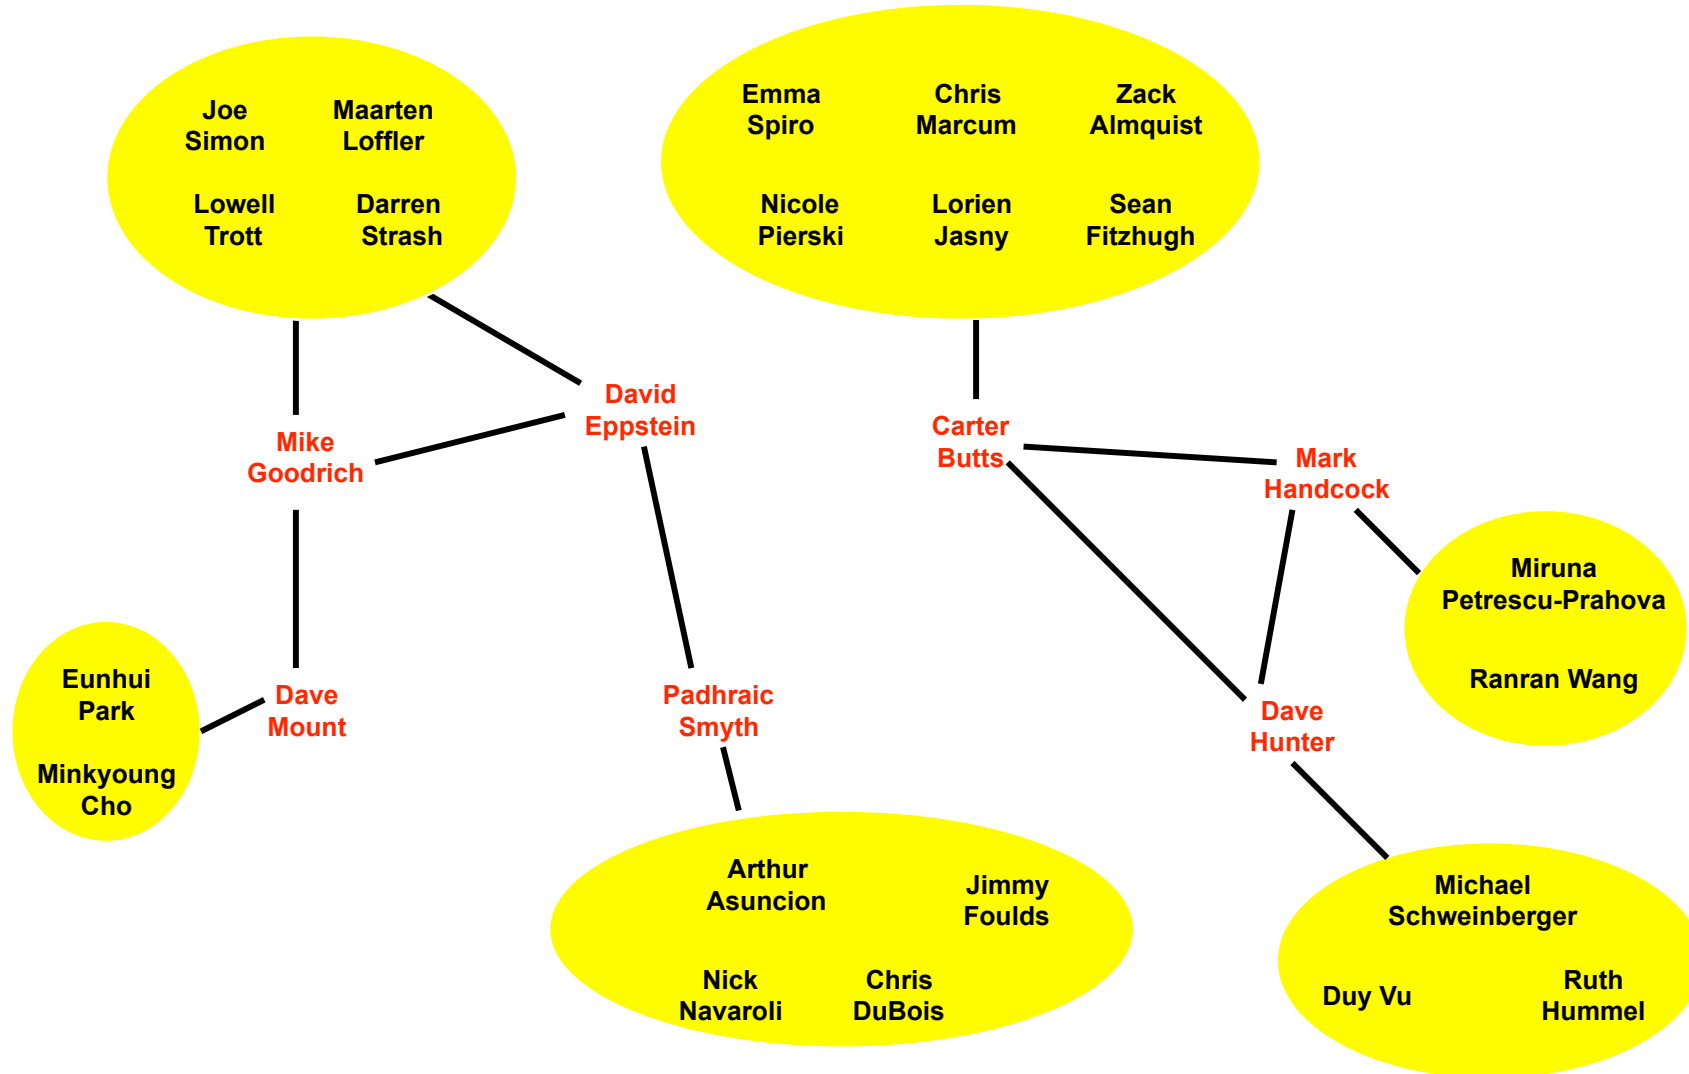 Joe
Simon
Maarten
Loffler
Lowell
Trott
Darren
Strash
Emma
Spiro
Chris
Marcum
Zack
Almquist
Nicole
Pierski
Lorien
Jasny
Sean
Fitzhugh
David
Eppstein
Mike
Goodrich
Carter
Butts
Mark
Handcock
Miruna
Petrescu-Prahova
Ranran Wang
Eunhui
Park
Minkyoung
Cho
Dave
Mount
Padhraic
Smyth
Dave
Hunter
Arthur
Asuncion
Jimmy
Foulds
Nick
Navaroli
Chris
DuBois
Michael
Schweinberger
Duy Vu
Ruth
Hummel